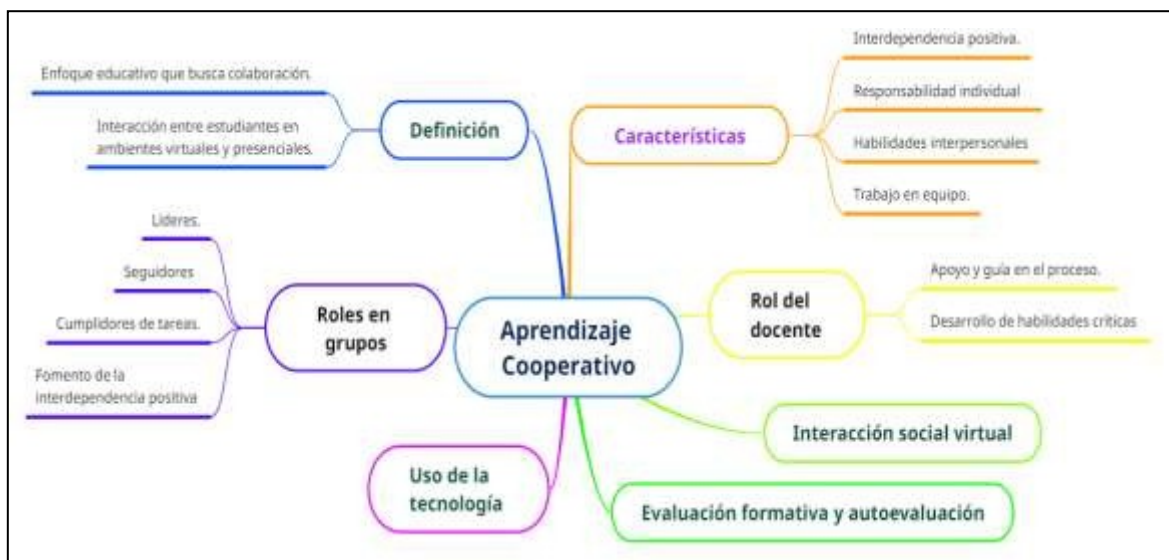 Enfoque educativo que busca colaboración.
Interacción entre estudiantes en
ambientes virtuales y presenciales.
Definición
Características
Interdependencia positiva.
Responsabilidad individual
Habilidades interpersonales
Trabajo en equipo.
Lideres.
Seguidores
Cumplidores de tareas.
Fomento de la
interdependencia positiva
Roles en
grupos
Aprendizaje
Cooperativo
Rol del
docente
Apoyo y guía en el proceso.
Desarrollo de habilidades criticas
Interacción social virtual
Uso de la
tecnología
Evaluación formativa y autoevaluación